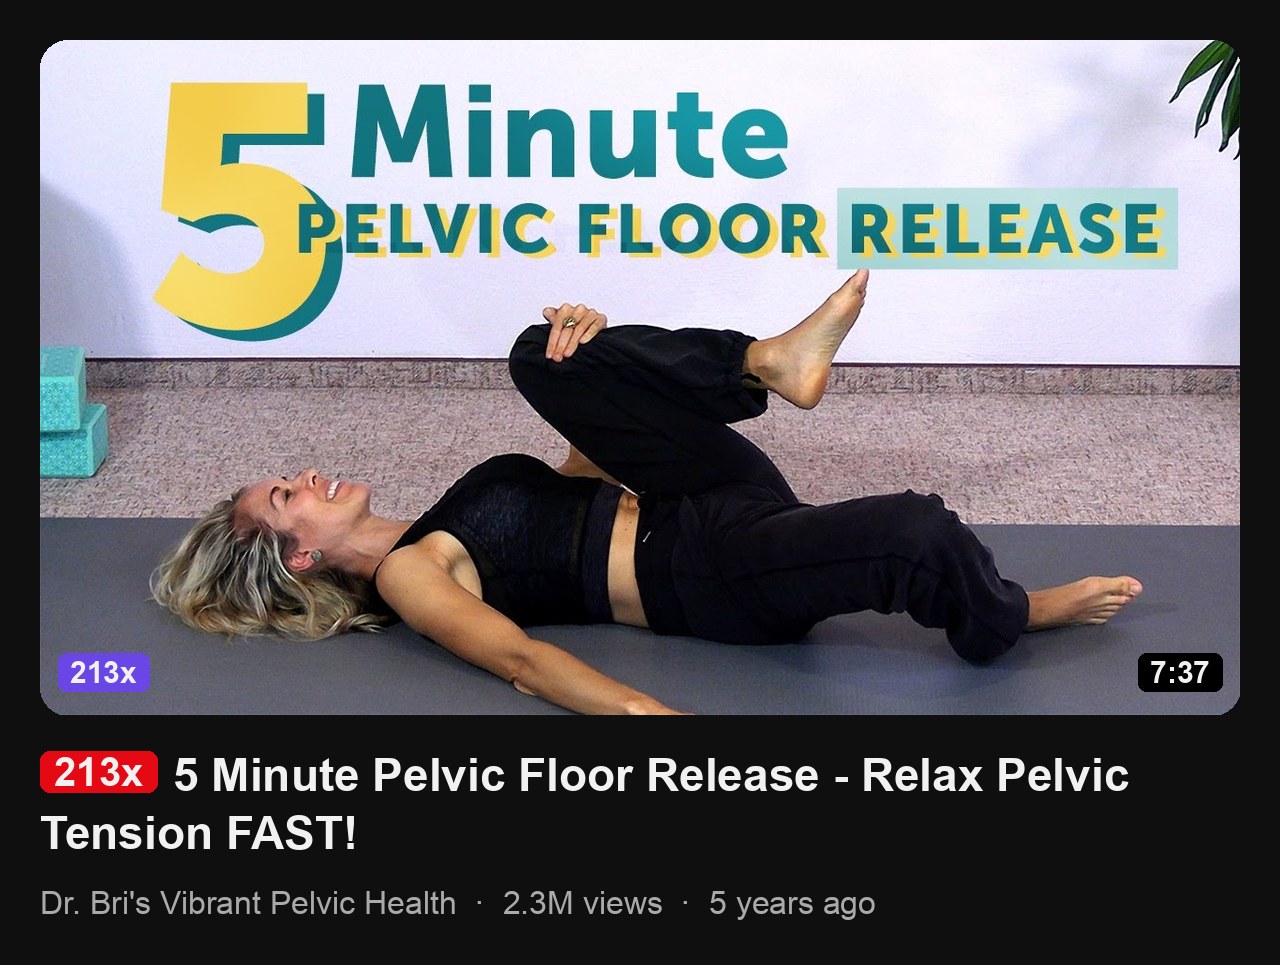 5 Minute
PELVIC FLOOR RELEASE
213x
7:37
213x 5 Minute Pelvic Floor Release - Relax Pelvic
Tension FAST!
Dr. Bri's Vibrant Pelvic Health · 2.3M views · 5 years ago